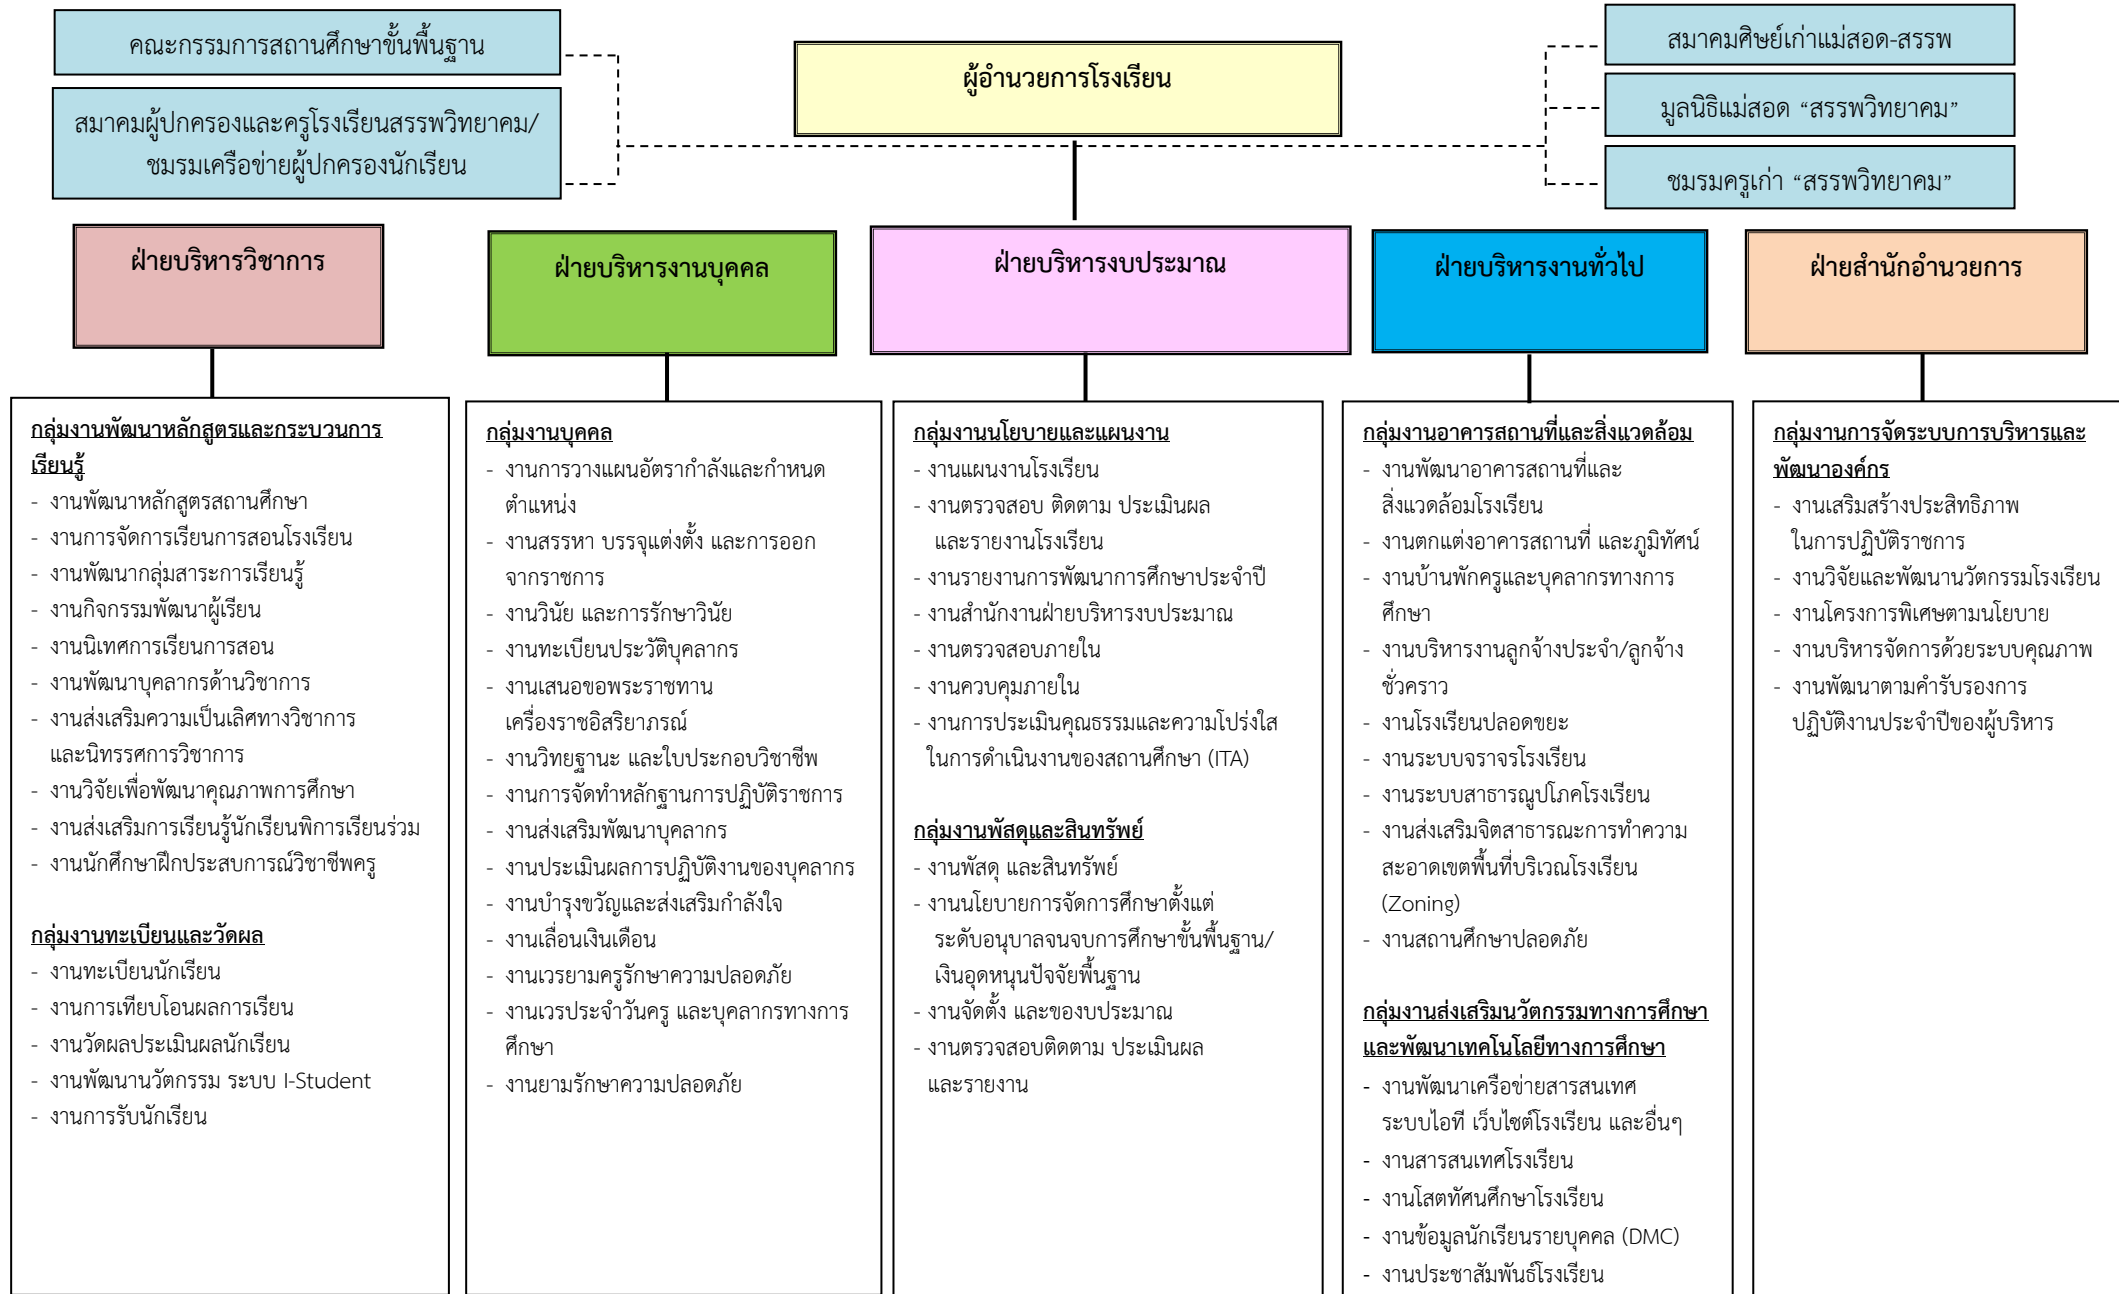 คณะกรรมการสถานศึกษาขั้นพื้นฐาน
สมาคมผู้ปกครองและครูโรงเรียนสรรพวิทยาคม/
ชมรมเครือข่ายผู้ปกครองนักเรียน
ผู้อำนวยการโรงเรียน
สมาคมศิษย์เก่าแม่สอด-สรรพ
มูลนิธิแม่สอด “สรรพวิทยาคม”
ชมรมครูเก่า “สรรพวิทยาคม”
ฝ่ายบริหารวิชาการ
ฝ่ายบริหารงานบุคคล
ฝ่ายบริหารงบประมาณ
ฝ่ายบริหารงานทั่วไป
ฝ่ายสำนักอำนวยการ
กลุ่มงานพัฒนาหลักสูตรและกระบวนการ
เรียนรู้
- งานพัฒนาหลักสูตรสถานศึกษา
- งานการจัดการเรียนการสอนโรงเรียน
- งานพัฒนากลุ่มสาระการเรียนรู้
- งานกิจกรรมพัฒนาผู้เรียน
- งานนิเทศการเรียนการสอน
- งานพัฒนาบุคลากรด้านวิชาการ
- งานส่งเสริมความเป็นเลิศทางวิชาการ
และนิทรรศการวิชาการ
- งานวิจัยเพื่อพัฒนาคุณภาพการศึกษา
- งานส่งเสริมการเรียนรู้นักเรียนพิการเรียนร่วม
- งานนักศึกษาฝึกประสบการณ์วิชาชีพครู
กลุ่มงานทะเบียนและวัดผล
- งานทะเบียนนักเรียน
- งานการเทียบโอนผลการเรียน
- งานวัดผลประเมินผลนักเรียน
- งานพัฒนานวัตกรรม ระบบ I-Student
- งานการรับนักเรียน
กลุ่มงานบุคคล
- งานการวางแผนอัตรากำลังและกำหนด
ตำแหน่ง
- งานสรรหา บรรจุแต่งตั้ง และการออก
จากราชการ
- งานวินัย และการรักษาวินัย
- งานทะเบียนประวัติบุคลากร
- งานเสนอขอพระราชทาน
เครื่องราชอิสริยาภรณ์
- งานวิทยฐานะ และใบประกอบวิชาชีพ
- งานการจัดทำหลักฐานการปฏิบัติราชการ
- งานส่งเสริมพัฒนาบุคลากร
- งานประเมินผลการปฏิบัติงานของบุคลากร
- งานบำรุงขวัญและส่งเสริมกำลังใจ
- งานเลื่อนเงินเดือน
- งานเวรยามครูรักษาความปลอดภัย
- งานเวรประจำวันครู และบุคลากรทางการ
ศึกษา
- งานยามรักษาความปลอดภัย
กลุ่มงานนโยบายและแผนงาน
- งานแผนงานโรงเรียน
- งานตรวจสอบ ติดตาม ประเมินผล
และรายงานโรงเรียน
- งานรายงานการพัฒนาการศึกษาประจำปี
- งานสำนักงานฝ่ายบริหารงบประมาณ
- งานตรวจสอบภายใน
- งานควบคุมภายใน
- งานการประเมินคุณธรรมและความโปร่งใส
ในการดำเนินงานของสถานศึกษา (ITA)
กลุ่มงานพัสดุและสินทรัพย์
- งานพัสดุ และสินทรัพย์
- งานนโยบายการจัดการศึกษาตั้งแต่
ระดับอนุบาลจนจบการศึกษาขั้นพื้นฐาน/
เงินอุดหนุนปัจจัยพื้นฐาน
- งานจัดตั้ง และของบประมาณ
- งานตรวจสอบติดตาม ประเมินผล
และรายงาน
กลุ่มงานอาคารสถานที่และสิ่งแวดล้อม
- งานพัฒนาอาคารสถานที่และ
สิ่งแวดล้อมโรงเรียน
- งานตกแต่งอาคารสถานที่ และภูมิทัศน์
- งานบ้านพักครูและบุคลากรทางการ
ศึกษา
- งานบริหารงานลูกจ้างประจำ/ลูกจ้าง
ชั่วคราว
- งานโรงเรียนปลอดขยะ
- งานระบบจราจรโรงเรียน
- งานระบบสาธารณูปโภคโรงเรียน
- งานส่งเสริมจิตสาธารณะการทำความ
สะอาดเขตพื้นที่บริเวณโรงเรียน
(Zoning)
- งานสถานศึกษาปลอดภัย
กลุ่มงานส่งเสริมนวัตกรรมทางการศึกษา
และพัฒนาเทคโนโลยีทางการศึกษา
- งานพัฒนาเครือข่ายสารสนเทศ
ระบบไอที เว็บไซต์โรงเรียน และอื่นๆ
- งานสารสนเทศโรงเรียน
- งานโสตทัศนศึกษาโรงเรียน
- งานข้อมูลนักเรียนรายบุคคล (DMC)
- งานประชาสัมพันธ์โรงเรียน
กลุ่มงานการจัดระบบการบริหารและ
พัฒนาองค์กร
- งานเสริมสร้างประสิทธิภาพ
ในการปฏิบัติราชการ
- งานวิจัยและพัฒนานวัตกรรมโรงเรียน
- งานโครงการพิเศษตามนโยบาย
- งานบริหารจัดการด้วยระบบคุณภาพ
- งานพัฒนาตามคำรับรองการ
ปฏิบัติงานประจำปีของผู้บริหาร